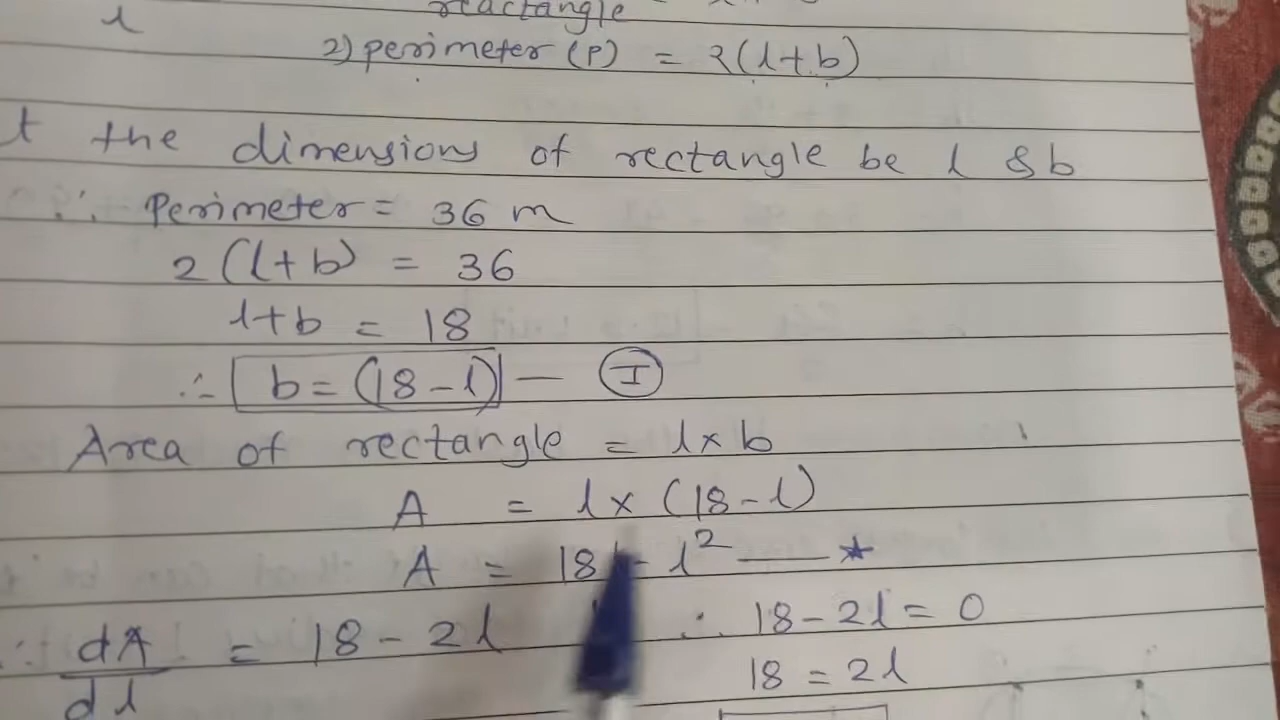 rectangle
l
2) perimeter (P) = 2(l+b)
t the dimensions of rectangle be l & b
∴ Perimeter = 36 m
2(l+b) = 36
l+b = 18
∴ b = (18-l) — I
Area of rectangle = l × b
A = l × (18-l)
A = 18l - l² — *
∴ dA/dl = 18 - 2l
∴ 18 - 2l = 0
18 = 2l